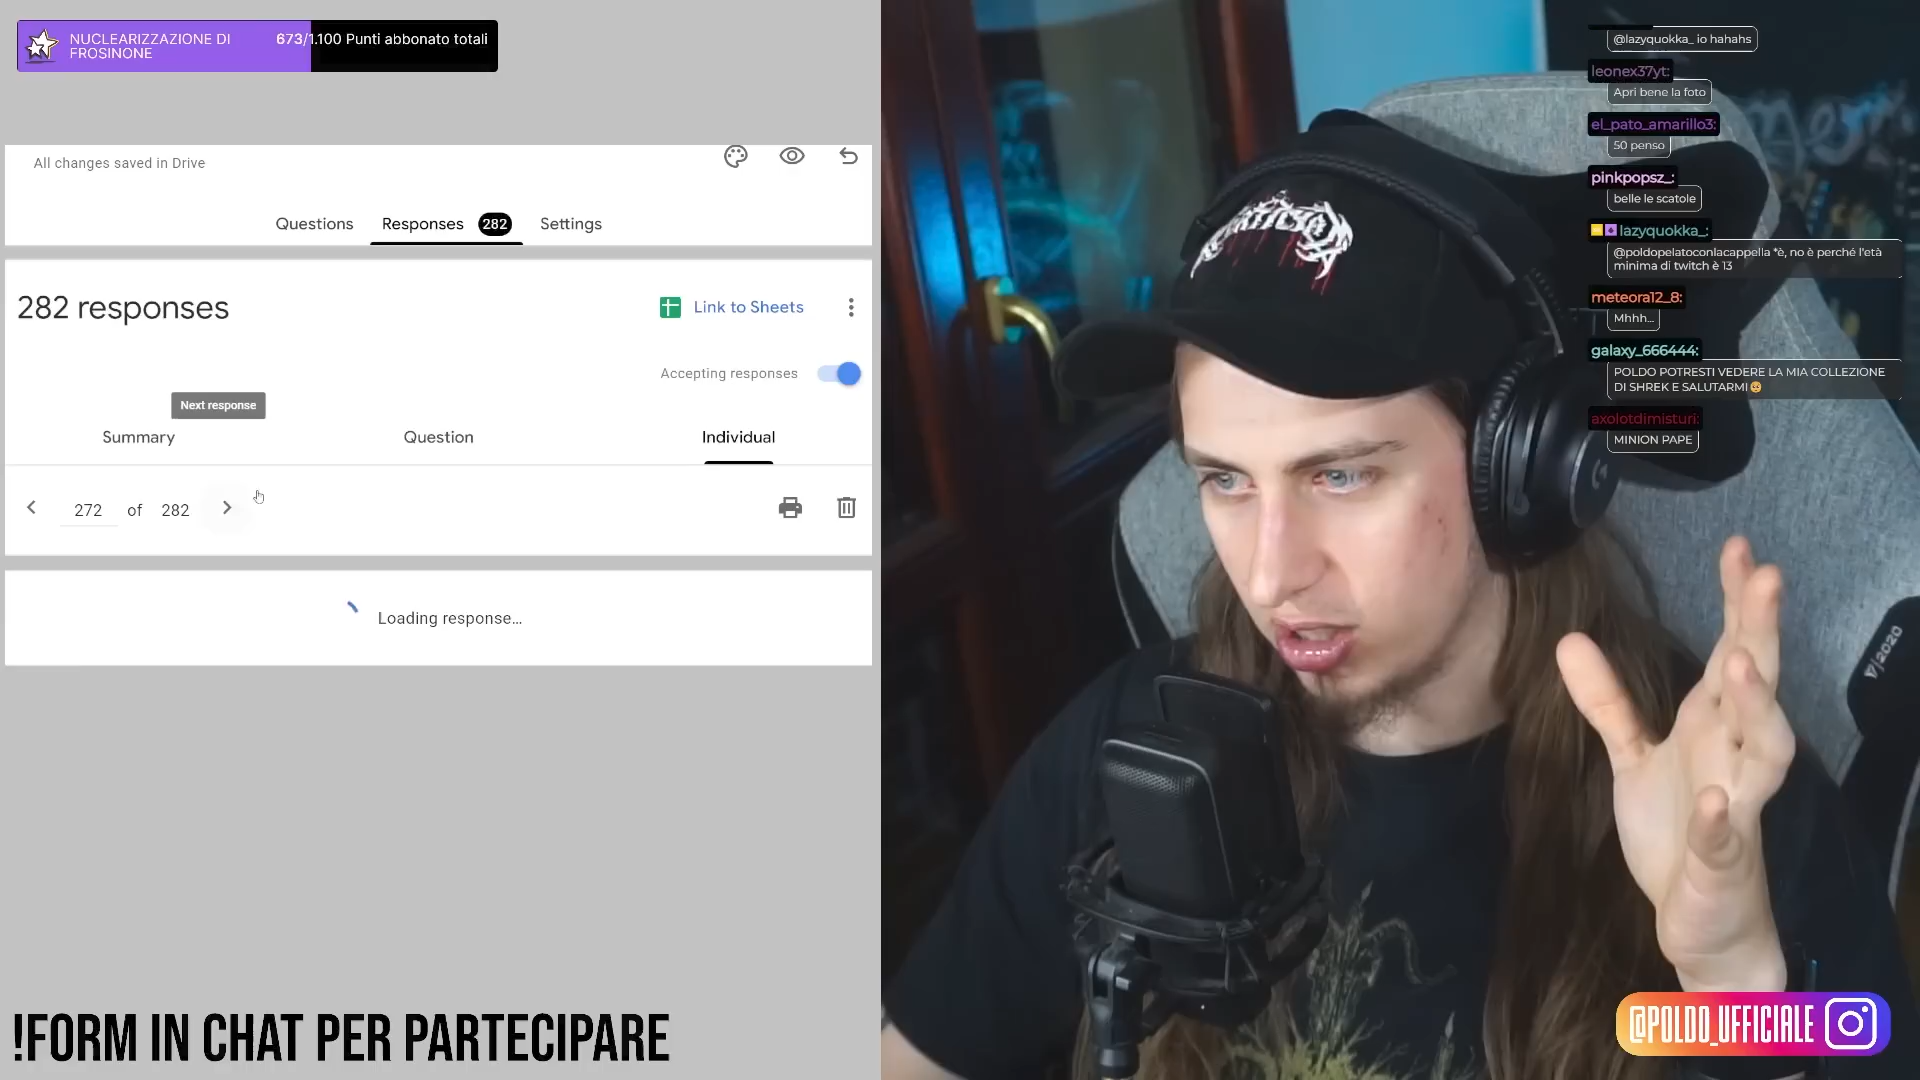 NUCLEARIZZAZIONE DI
FROSINONE
673/1.100 Punti abbonato totali
All changes saved in Drive
Questions
Responses
282
Settings
282 responses
Link to Sheets
Accepting responses
Next response
Summary
Question
Individual
272 of 282
Loading response...
!FORM IN CHAT PER PARTECIPARE
@lazyquokka_ io hahahs
leonex37yt:
Apri bene la foto
el_pato_amarillo3:
50 penso
pinkpopsz_:
belle le scatole
lazyquokka_:
@poldopelatoconlacappella *è, no è perché l'età
minima di twitch è 13
meteora12_8:
Mhhh...
galaxy_666444:
POLDO POTRESTI VEDERE LA MIA COLLEZIONE
DI SHREK E SALUTARMI🥺
axolotdimisturi:
MINION PAPE
@POLDO_UFFICIALE